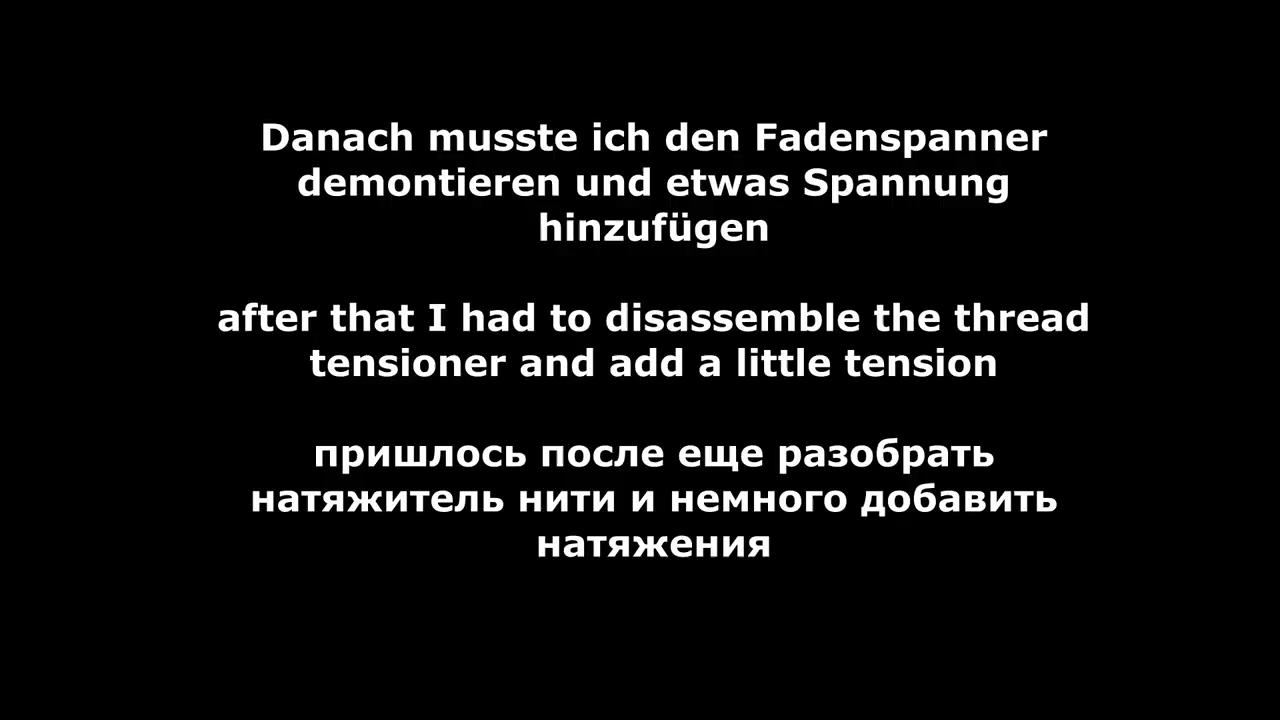 Danach musste ich den Fadenspanner
demontieren und etwas Spannung
hinzufügen
after that I had to disassemble the thread
tensioner and add a little tension
пришлось после еще разобрать
натяжитель нити и немного добавить
натяжения